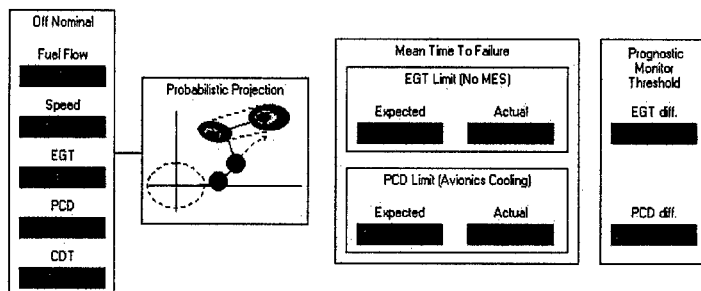 Off Nominal
Fuel Flow
Speed
EGT
PCD
CDT
Probabilistic Projection
Mean Time To Failure
EGT Limit (No MES)
Expected
Actual
PCD Limit (Avionics Cooling)
Expected
Actual
Prognostic
Monitor
Threshold
EGT diff.
PCD diff.